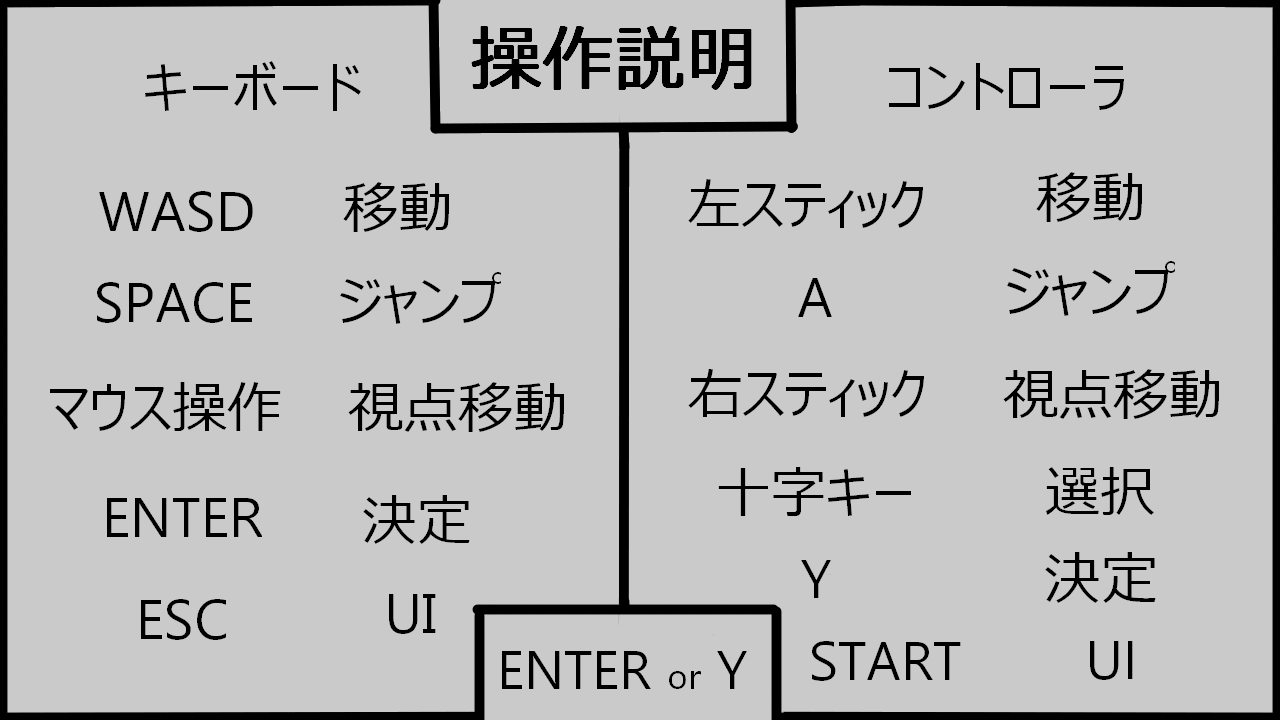 操作説明
キーボード
WASD 移動
SPACE ジャンプ
マウス操作 視点移動
ENTER 決定
ESC UI
コントローラ
左スティック 移動
A ジャンプ
右スティック 視点移動
十字キー 選択
Y 決定
START UI
ENTER or Y